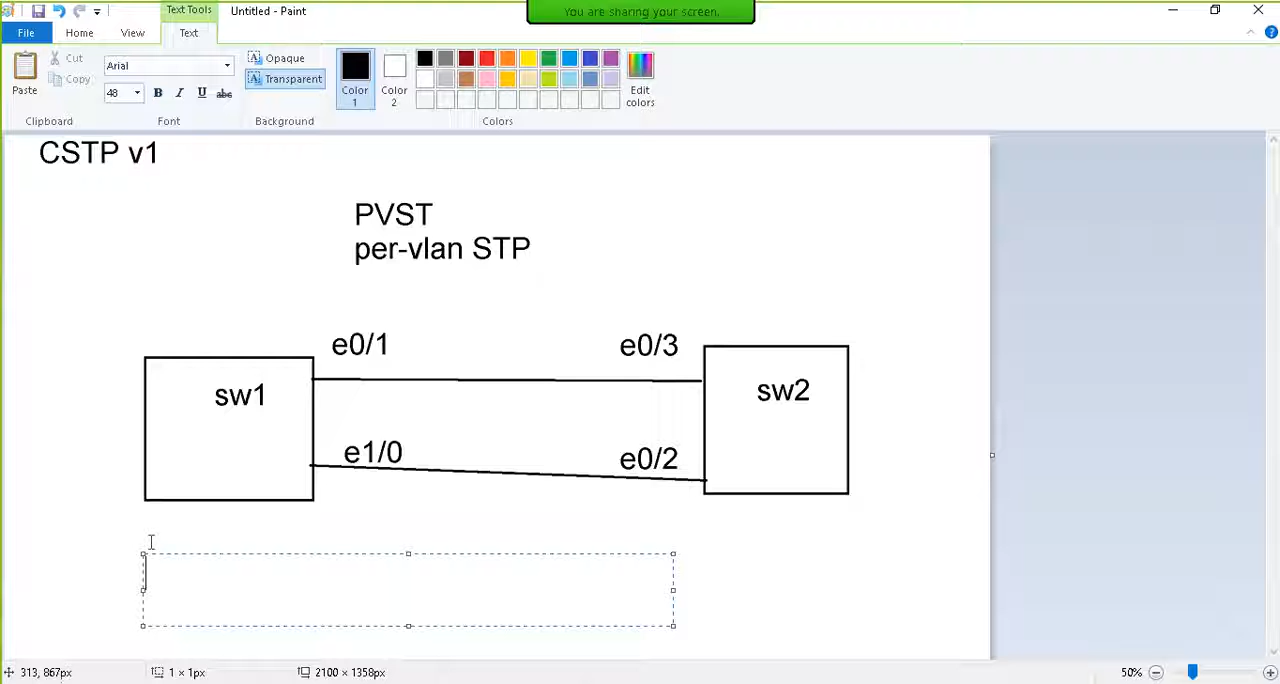 Text Tools
Untitled - Paint
You are sharing your screen.
File
Home
View
Text
Paste
Cut
Copy
Clipboard
Arial
48
B I U abc
Font
Opaque
Transparent
Background
Color 1
Color 2
Edit colors
Colors
CSTP v1
PVST
per-vlan STP
e0/1
e0/3
sw1
sw2
e1/0
e0/2
313, 867px
1 × 1px
2100 × 1358px
50%